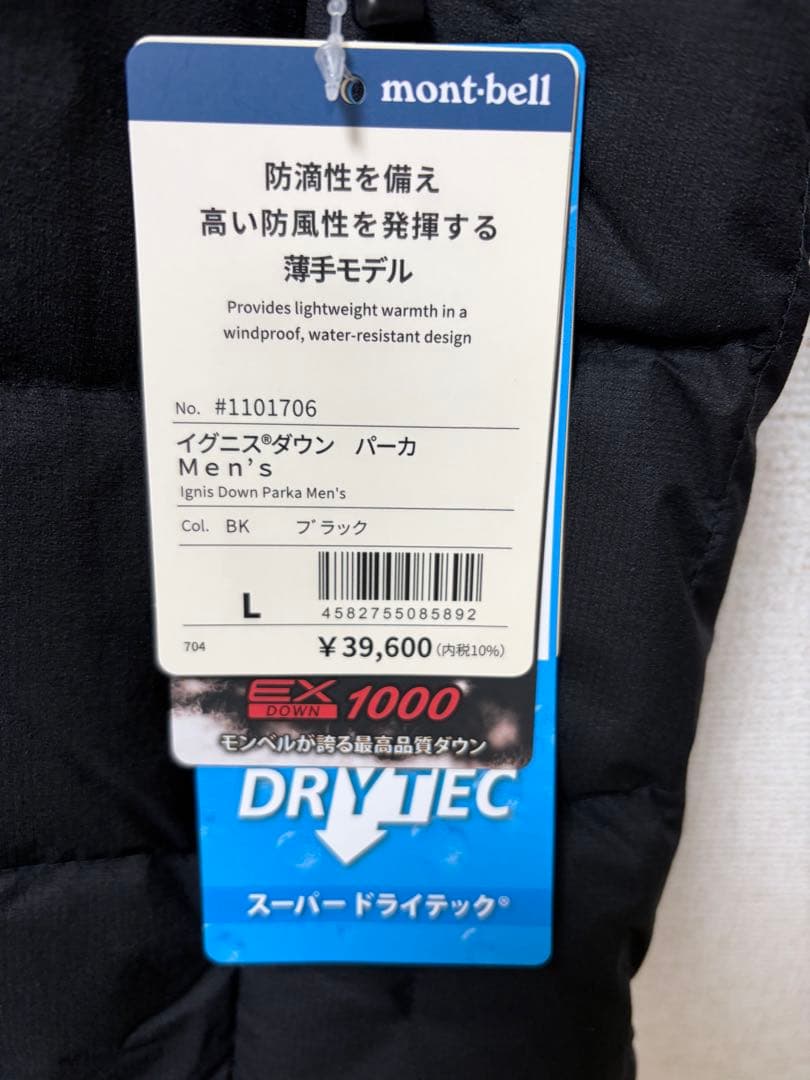 mont-bell
防滴性を備え
高い防風性を発揮する
薄手モデル
Provides lightweight warmth in a
windproof, water-resistant design
No. #1101706
イグニス®ダウン パーカ
Men's
Ignis Down Parka Men's
Col. BK ブラック
L
4582755085892
704 ¥39,600(内税10%)
EX
DOWN 1000
モンベルが誇る最高品質ダウン
DRYTEC
スーパー ドライテック®